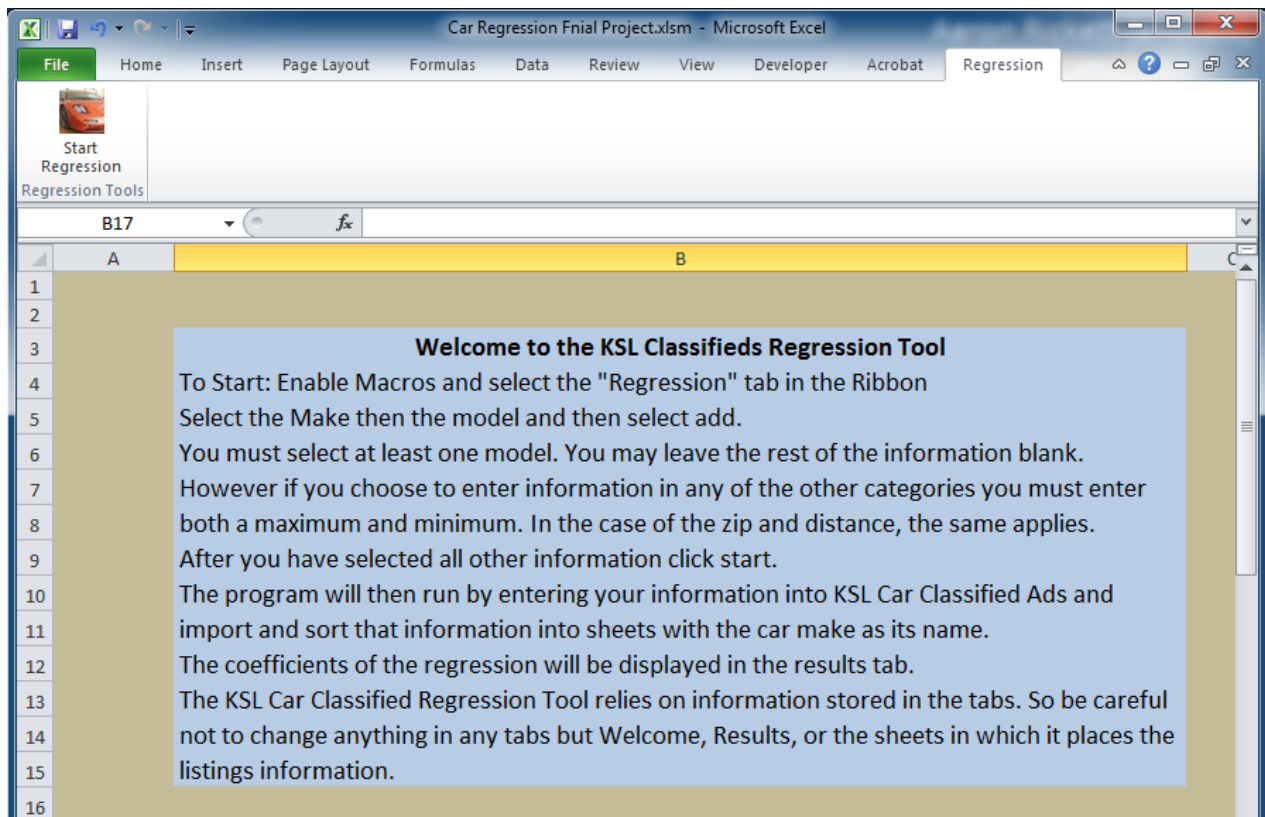 Car Regression Fnial Project.xlsm - Microsoft Excel
File Home Insert Page Layout Formulas Data Review View Developer Acrobat Regression
Start
Regression
Regression Tools
B17 fx
A B C
1
2
3 Welcome to the KSL Classifieds Regression Tool
4 To Start: Enable Macros and select the "Regression" tab in the Ribbon
5 Select the Make then the model and then select add.
6 You must select at least one model. You may leave the rest of the information blank.
7 However if you choose to enter information in any of the other categories you must enter
8 both a maximum and minimum. In the case of the zip and distance, the same applies.
9 After you have selected all other information click start.
10 The program will then run by entering your information into KSL Car Classified Ads and
11 import and sort that information into sheets with the car make as its name.
12 The coefficients of the regression will be displayed in the results tab.
13 The KSL Car Classified Regression Tool relies on information stored in the tabs. So be careful
14 not to change anything in any tabs but Welcome, Results, or the sheets in which it places the
15 listings information.
16